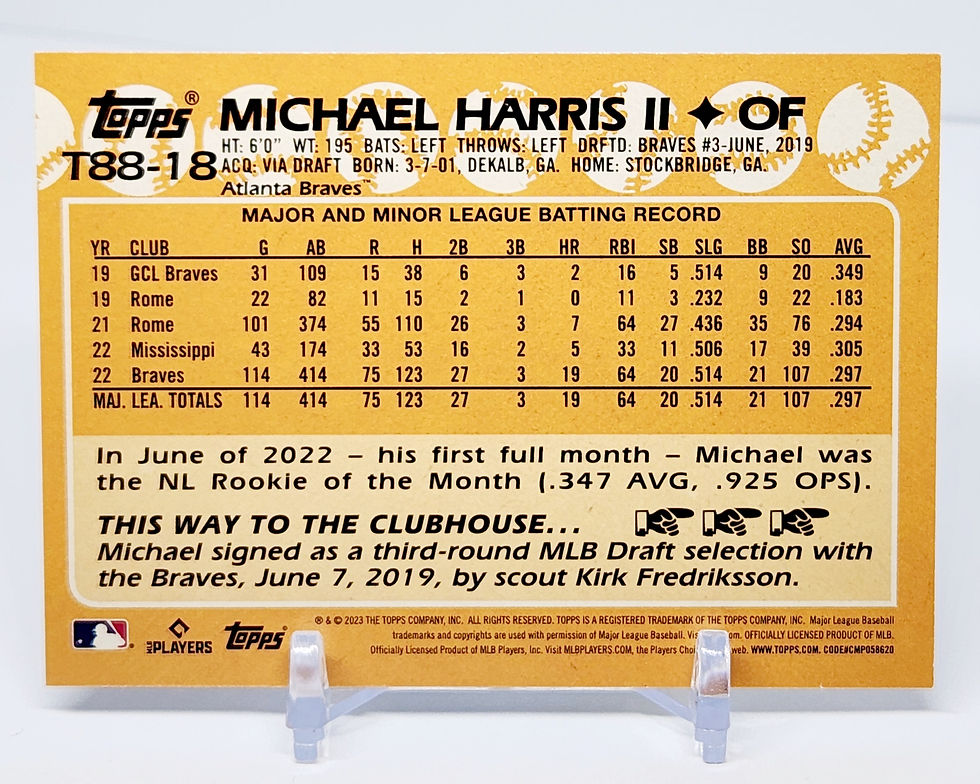 Topps® MICHAEL HARRIS II ✦ OF
T88-18 HT: 6'0" WT: 195 BATS: LEFT THROWS: LEFT DRFTD: BRAVES #3-JUNE, 2019
ACQ: VIA DRAFT BORN: 3-7-01, DEKALB, GA. HOME: STOCKBRIDGE, GA.
Atlanta Braves™
MAJOR AND MINOR LEAGUE BATTING RECORD
YR CLUB G AB R H 2B 3B HR RBI SB SLG BB SO AVG
19 GCL Braves 31 109 15 38 6 3 2 16 5 .514 9 20 .349
19 Rome 22 82 11 15 2 1 0 11 3 .232 9 22 .183
21 Rome 101 374 55 110 26 3 7 64 27 .436 35 76 .294
22 Mississippi 43 174 33 53 16 2 5 33 11 .506 17 39 .305
22 Braves 114 414 75 123 27 3 19 64 20 .514 21 107 .297
MAJ. LEA. TOTALS 114 414 75 123 27 3 19 64 20 .514 21 107 .297
In June of 2022 – his first full month – Michael was
the NL Rookie of the Month (.347 AVG, .925 OPS).
THIS WAY TO THE CLUBHOUSE...
Michael signed as a third-round MLB Draft selection with
the Braves, June 7, 2019, by scout Kirk Fredriksson.
MLB PLAYERS Topps
® & © 2023 THE TOPPS COMPANY, INC. ALL RIGHTS RESERVED. TOPPS IS A REGISTERED TRADEMARK OF THE TOPPS COMPANY, INC. Major League Baseball
trademarks and copyrights are used with permission of Major League Baseball. OFFICIALLY LICENSED PRODUCT OF MLB.
Officially Licensed Product of MLB Players, Inc. Visit MLBPLAYERS.COM, the Players web. WWW.TOPPS.COM. CODE#CMP058620